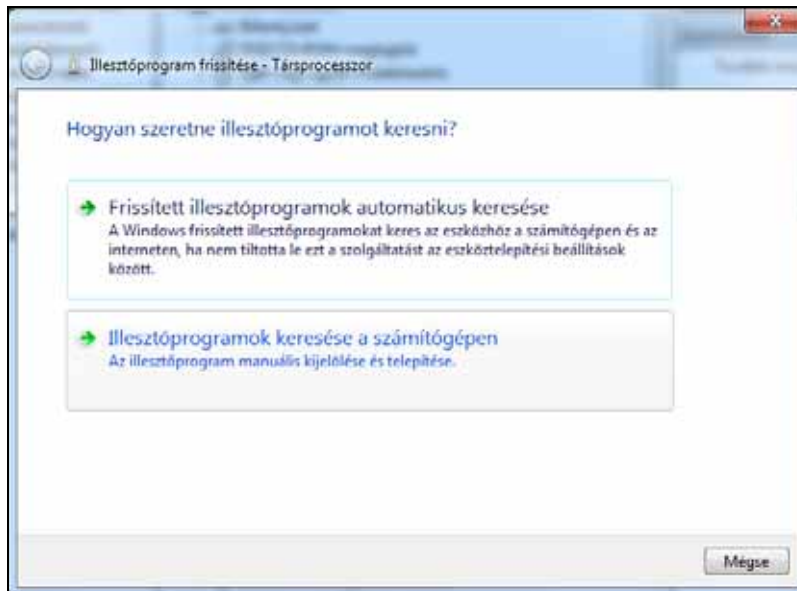 Illesztőprogram frissítése - Társprocesszor
Hogyan szeretne illesztőprogramot keresni?
Frissített illesztőprogramok automatikus keresése
A Windows frissített illesztőprogramokat keres az eszközhöz a számítógépen és az
interneten, ha nem tiltotta le ezt a szolgáltatást az eszköztelepítési beállítások
között.
Illesztőprogramok keresése a számítógépen
Az illesztőprogram manuális kijelölése és telepítése.
Mégse